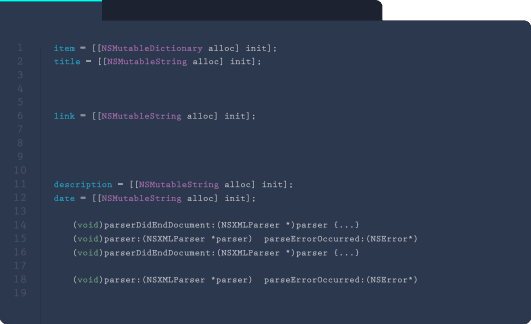 1 item = [[NSMutableDictionary alloc] init];
2 title = [[NSMutableString alloc] init];
3
4
5
6 link = [[NSMutableString alloc] init];
7
8
9
10
11 description = [[NSMutableString alloc] init];
12 date = [[NSMutableString alloc] init];
13
14 (void)parserDidEndDocument:(NSXMLParser *)parser {...}
15 (void)parser:(NSXMLParser *parser) parseErrorOccurred:(NSError*)
16 (void)parserDidEndDocument:(NSXMLParser *)parser {...}
17
18 (void)parser:(NSXMLParser *parser) parseErrorOccurred:(NSError*)
19